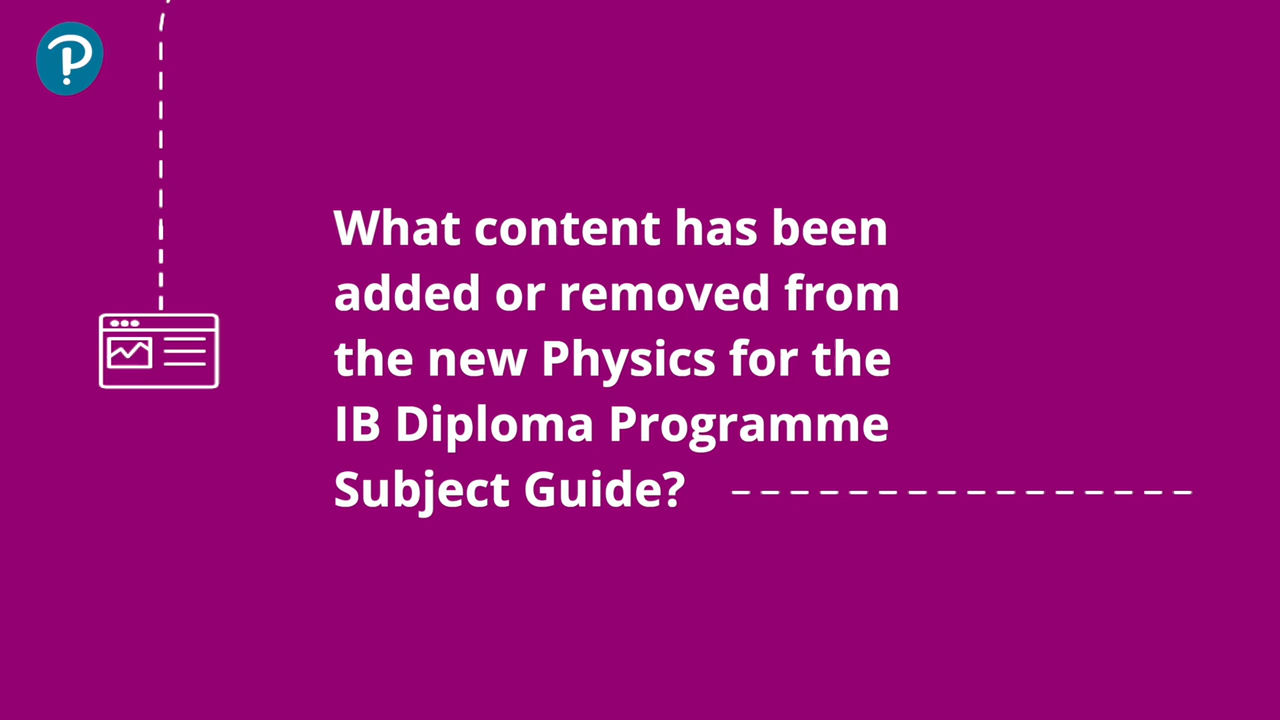 What content has been
added or removed from
the new Physics for the
IB Diploma Programme
Subject Guide?